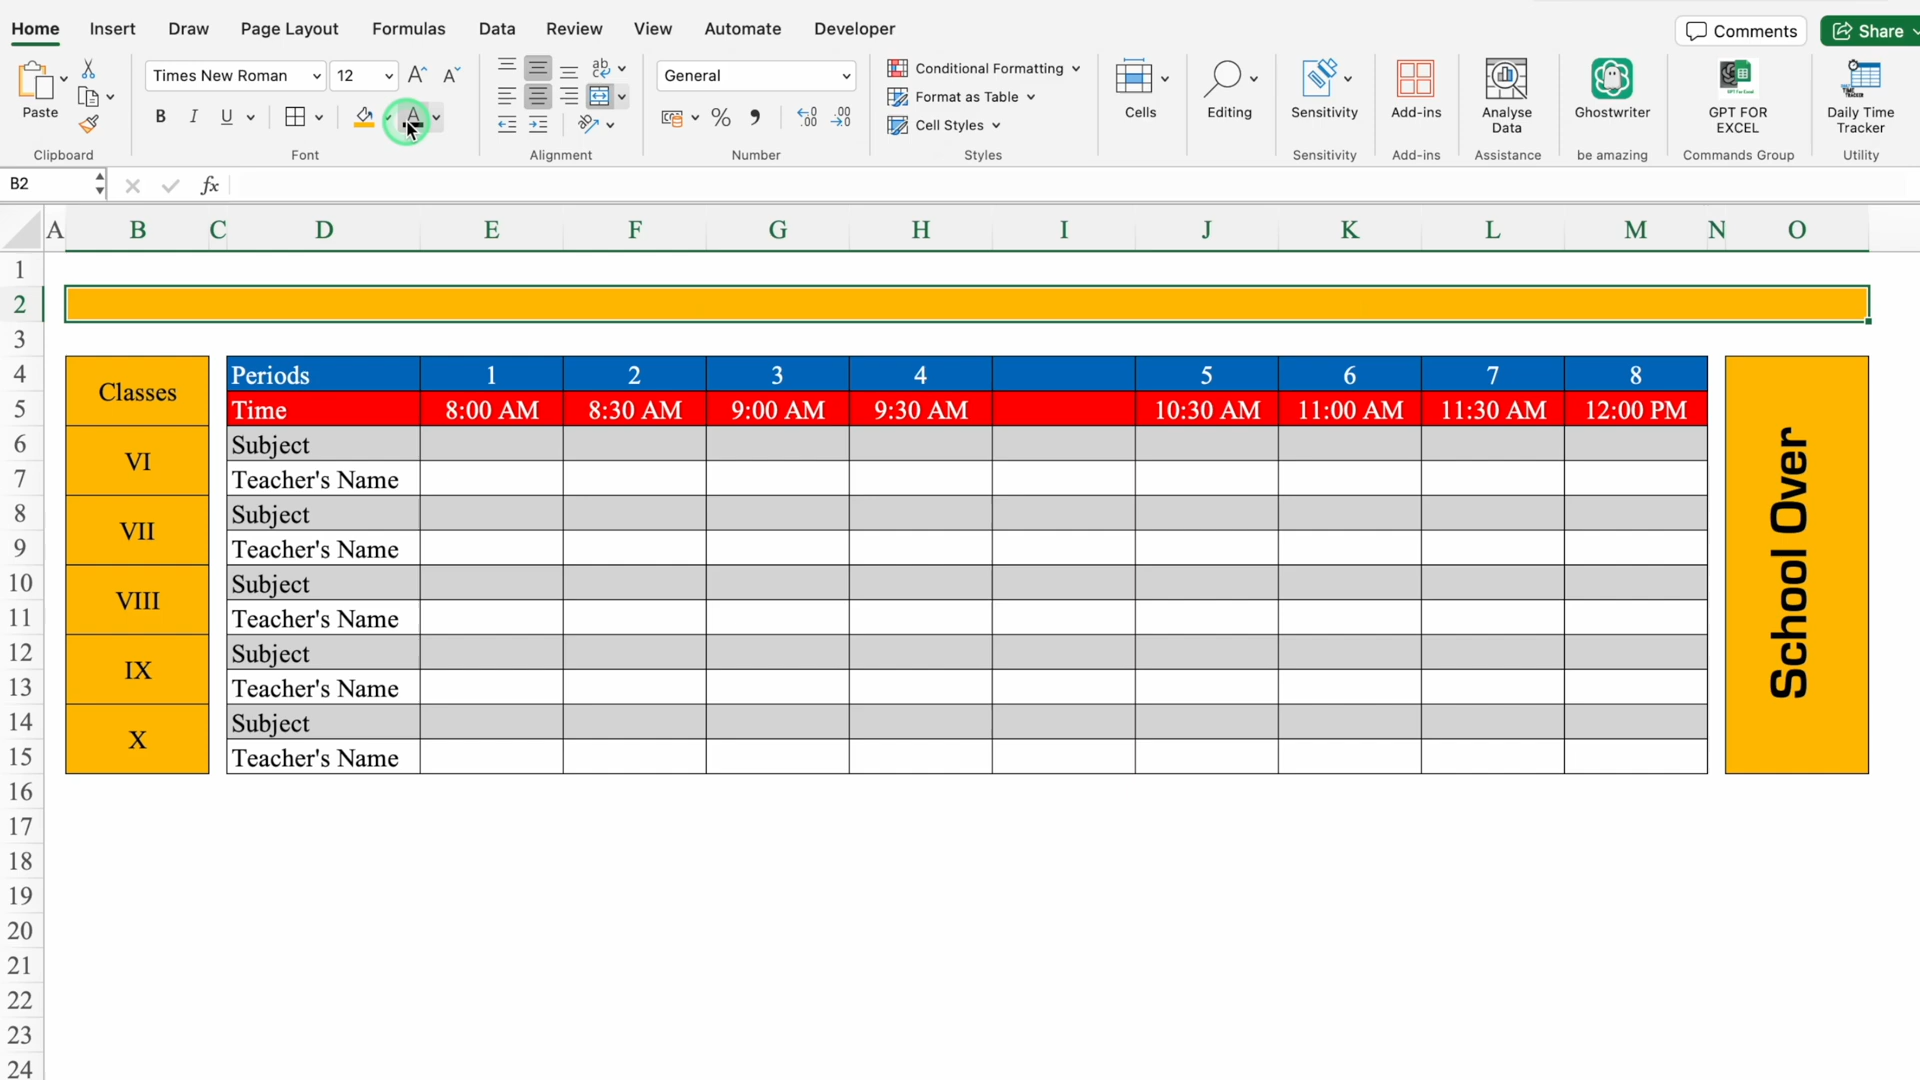 Home Insert Draw Page Layout Formulas Data Review View Automate Developer Comments Share
Times New Roman 12 General Conditional Formatting
Format as Table
Cell Styles
B I U A % ,
Paste Cells Editing Sensitivity Add-ins Analyse Data Ghostwriter GPT FOR EXCEL Daily Time Tracker
Clipboard Font Alignment Number Styles Sensitivity Add-ins Assistance be amazing Commands Group Utility
B2 fx
A B C D E F G H I J K L M N O
1
2
3
4 Classes Periods 1 2 3 4 5 6 7 8
5 Time 8:00 AM 8:30 AM 9:00 AM 9:30 AM 10:30 AM 11:00 AM 11:30 AM 12:00 PM
6 VI Subject
7 Teacher's Name
8 VII Subject
9 Teacher's Name
10 VIII Subject
11 Teacher's Name
12 IX Subject
13 Teacher's Name
14 X Subject
15 Teacher's Name
School Over
16
17
18
19
20
21
22
23
24